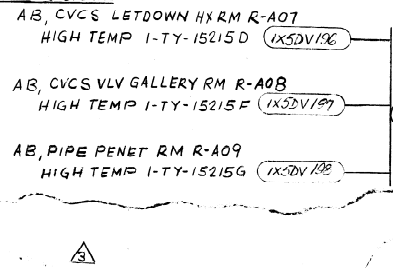 AB, CVCS LETDOWN HX RM R-A07
HIGH TEMP 1-TY-15215D 1X5DV196
AB, CVCS VLV GALLERY RM R-A08
HIGH TEMP 1-TY-15215F 1X5DV197
AB, PIPE PENET RM R-A09
HIGH TEMP 1-TY-15215G 1X5DV198
3